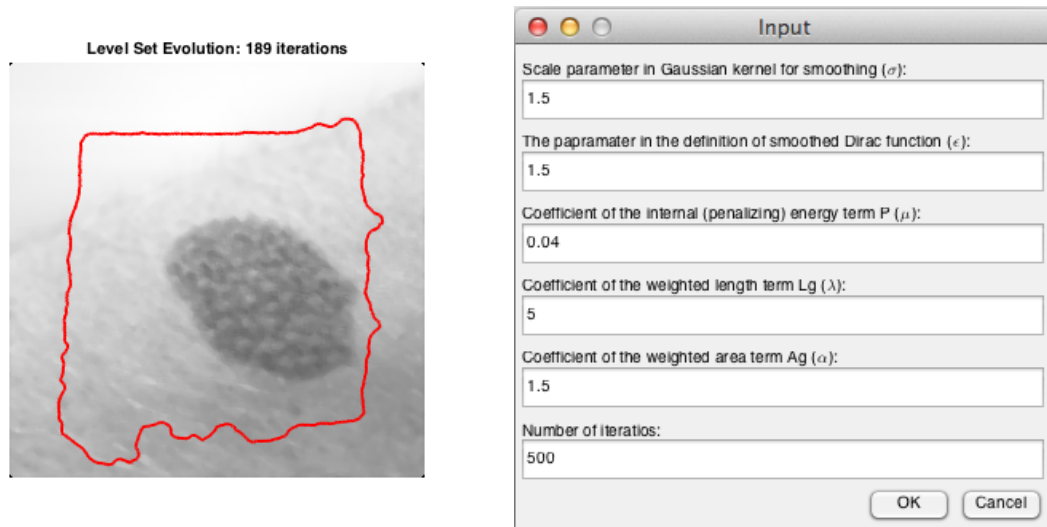 Level Set Evolution: 189 iterations
Input
Scale parameter in Gaussian kernel for smoothing (σ):
1.5
The papramater in the definition of smoothed Dirac function (ϵ):
1.5
Coefficient of the internal (penalizing) energy term P (μ):
0.04
Coefficient of the weighted length term Lg (λ):
5
Coefficient of the weighted area term Ag (α):
1.5
Number of iteratios:
500
OK Cancel